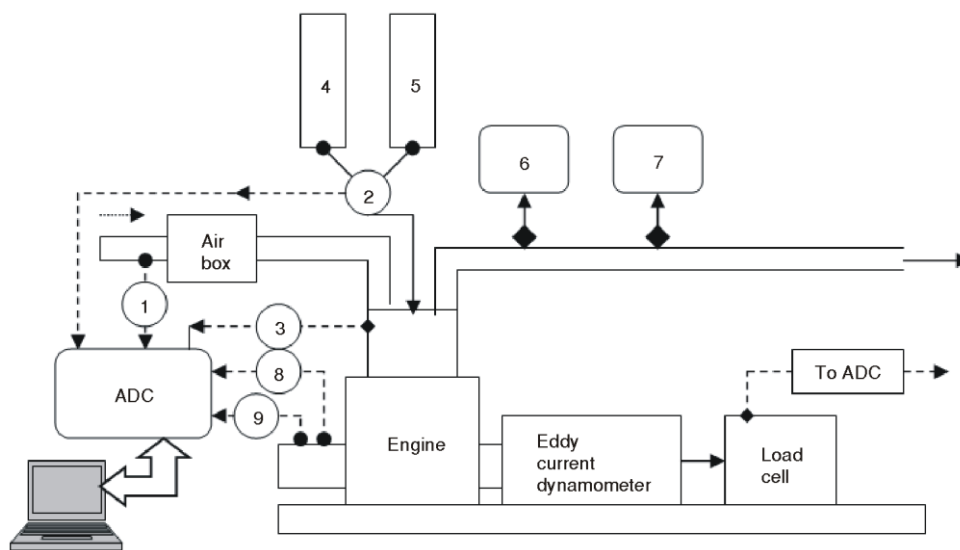 4
5
6
7
2
Air
box
1
3
ADC
8
To ADC
9
Engine
Eddy
current
dynamometer
Load
cell